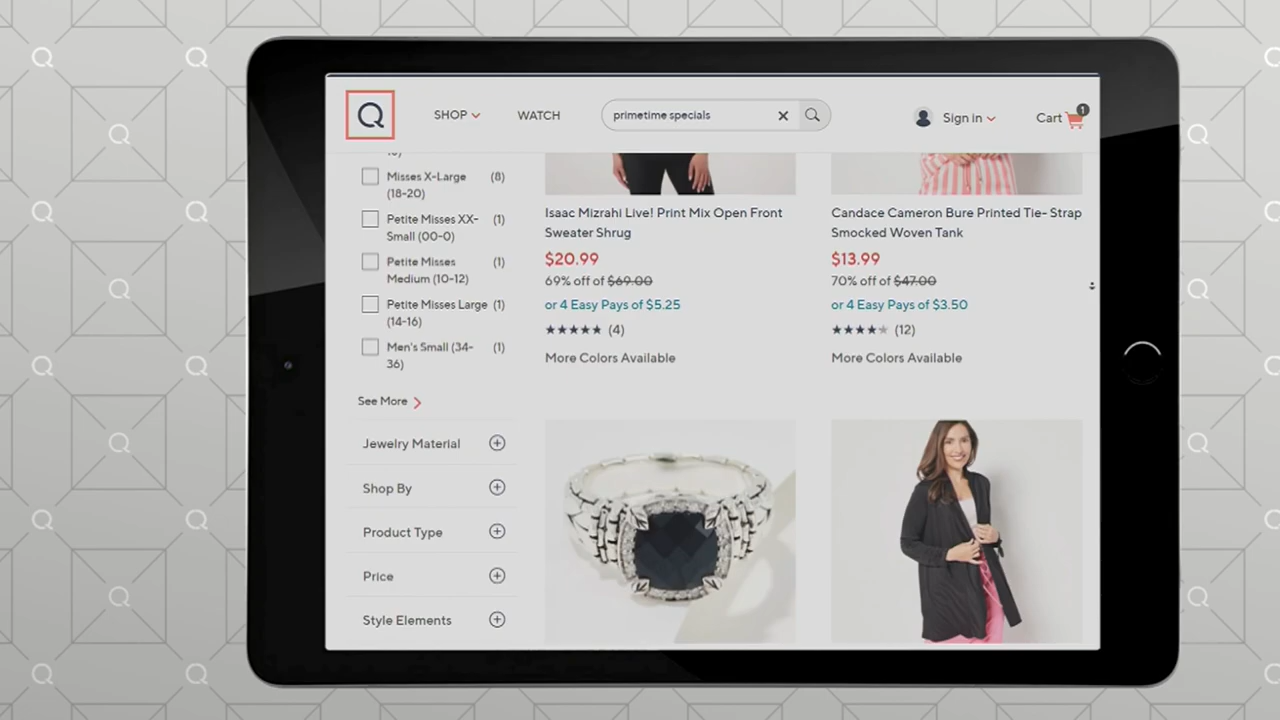 Q
SHOP
WATCH
primetime specials
Sign in
Cart
1
Misses X-Large (8)
(18-20)
Petite Misses XX- (1)
Small (00-0)
Petite Misses (1)
Medium (10-12)
Petite Misses Large (1)
(14-16)
Men's Small (34- (1)
36)
See More
Jewelry Material
Shop By
Product Type
Price
Style Elements
Isaac Mizrahi Live! Print Mix Open Front
Sweater Shrug
$20.99
69% off of $69.00
or 4 Easy Pays of $5.25
(4)
More Colors Available
Candace Cameron Bure Printed Tie- Strap
Smocked Woven Tank
$13.99
70% off of $47.00
or 4 Easy Pays of $3.50
(12)
More Colors Available